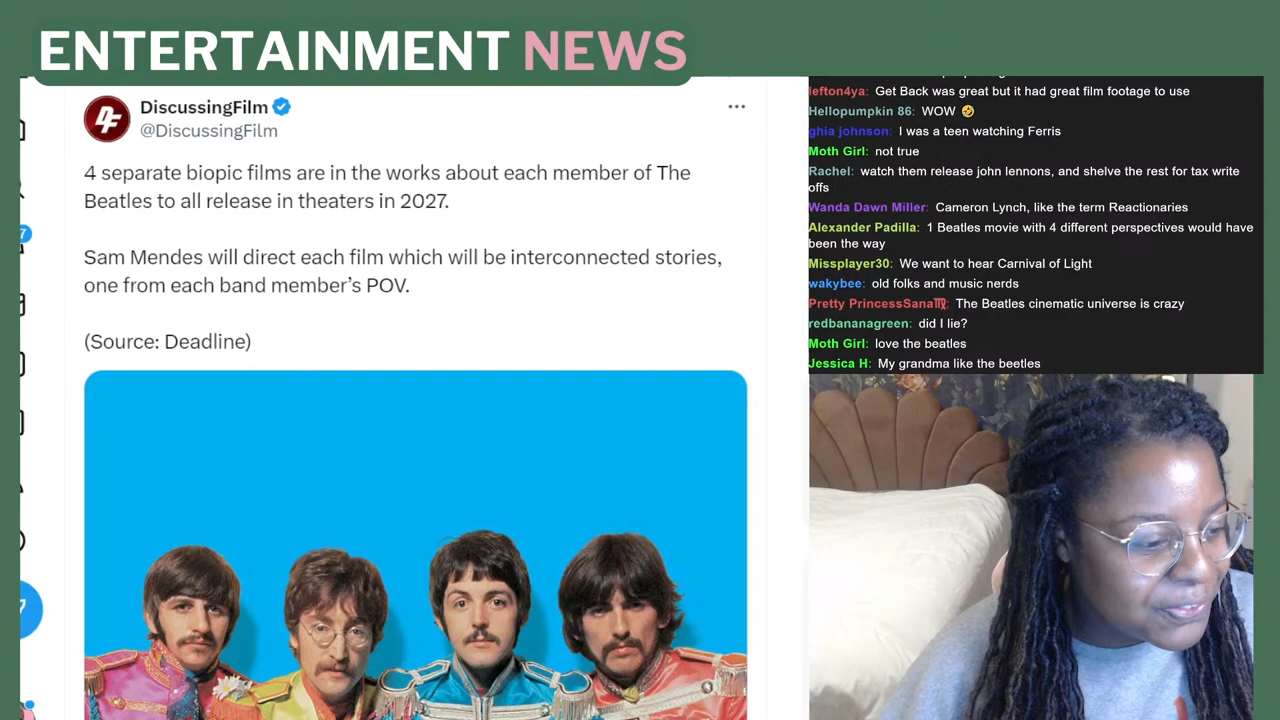 ENTERTAINMENT NEWS
DiscussingFilm
@DiscussingFilm
4 separate biopic films are in the works about each member of The
Beatles to all release in theaters in 2027.
Sam Mendes will direct each film which will be interconnected stories,
one from each band member’s POV.
(Source: Deadline)
lefton4ya: Get Back was great but it had great film footage to use
Hellopumpkin 86: WOW 🤣
ghia johnson: I was a teen watching Ferris
Moth Girl: not true
Rachel: watch them release john lennons, and shelve the rest for tax write
offs
Wanda Dawn Miller: Cameron Lynch, like the term Reactionaries
Alexander Padilla: 1 Beatles movie with 4 different perspectives would have
been the way
Missplayer30: We want to hear Carnival of Light
wakybee: old folks and music nerds
Pretty PrincessSana♍: The Beatles cinematic universe is crazy
redbananagreen: did I lie?
Moth Girl: love the beatles
Jessica H: My grandma like the beetles